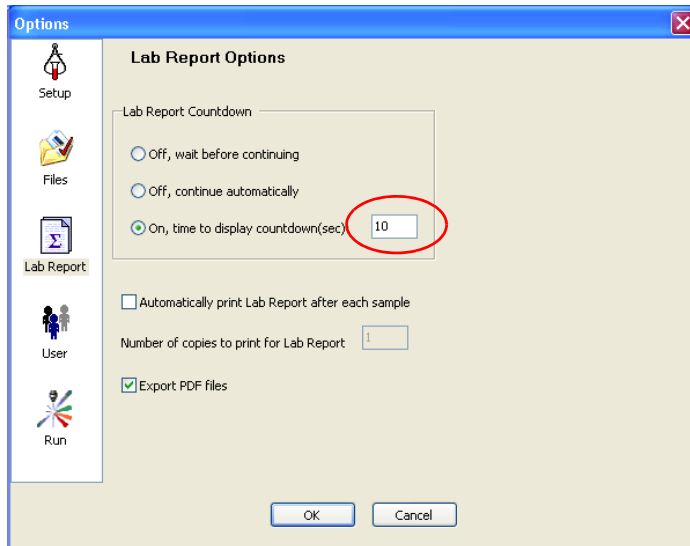 Options
Setup
Files
Lab Report
User
Run
Lab Report Options
Lab Report Countdown
Off, wait before continuing
Off, continue automatically
On, time to display countdown(sec) 10
Automatically print Lab Report after each sample
Number of copies to print for Lab Report 1
Export PDF files
OK Cancel